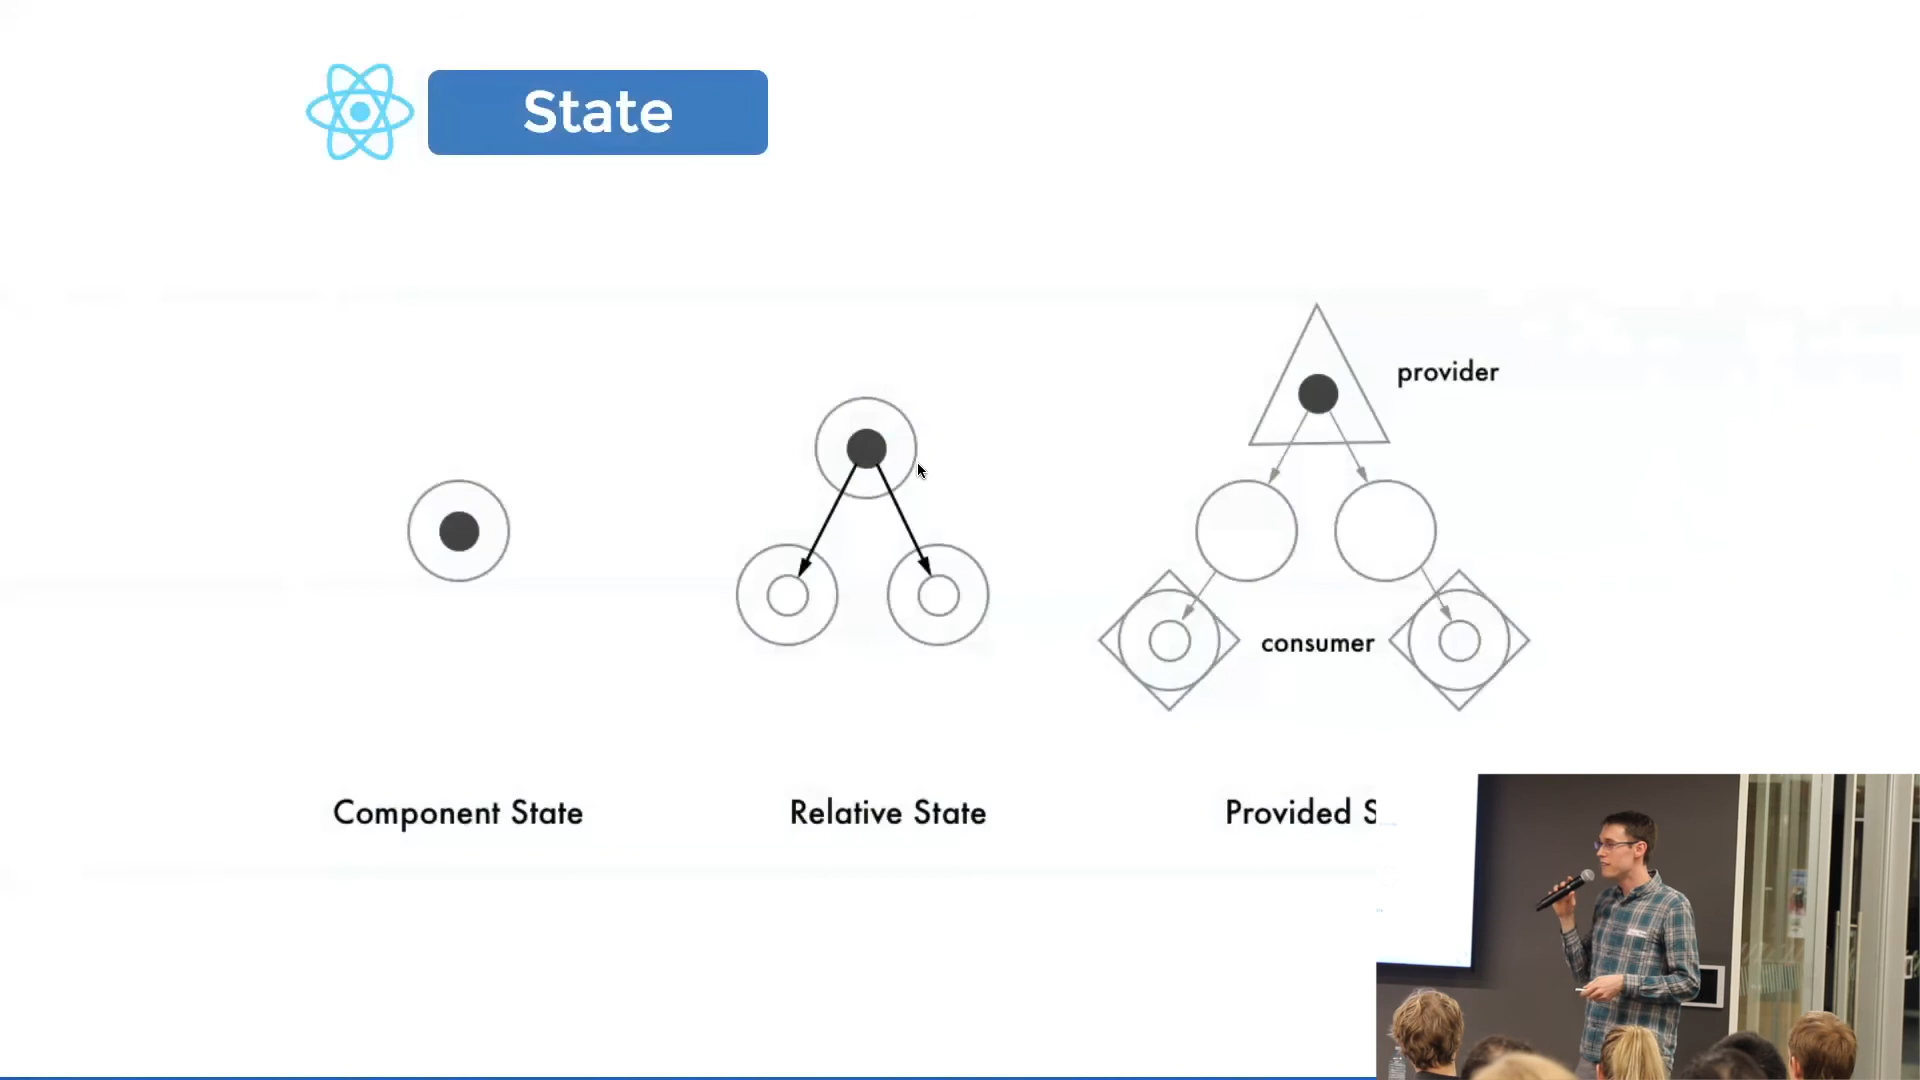 State
provider
consumer
Component State
Relative State
Provided S